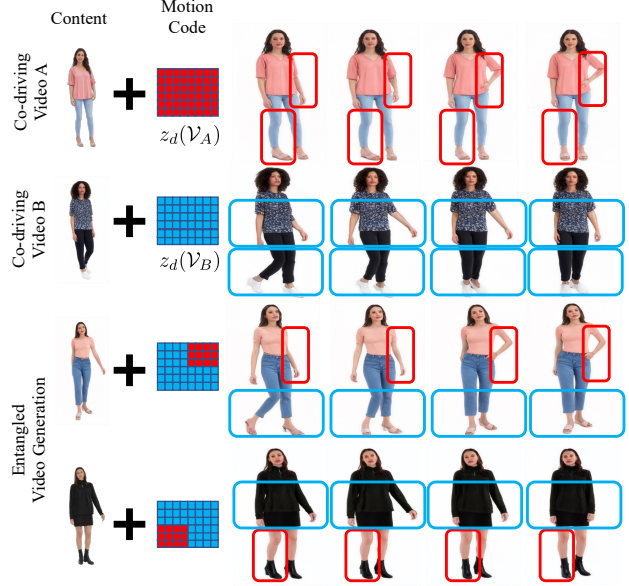 Content
Motion
Code
Co-driving
Video A
z_d(𝒱_A)
Co-driving
Video B
z_d(𝒱_B)
Entangled
Video Generation